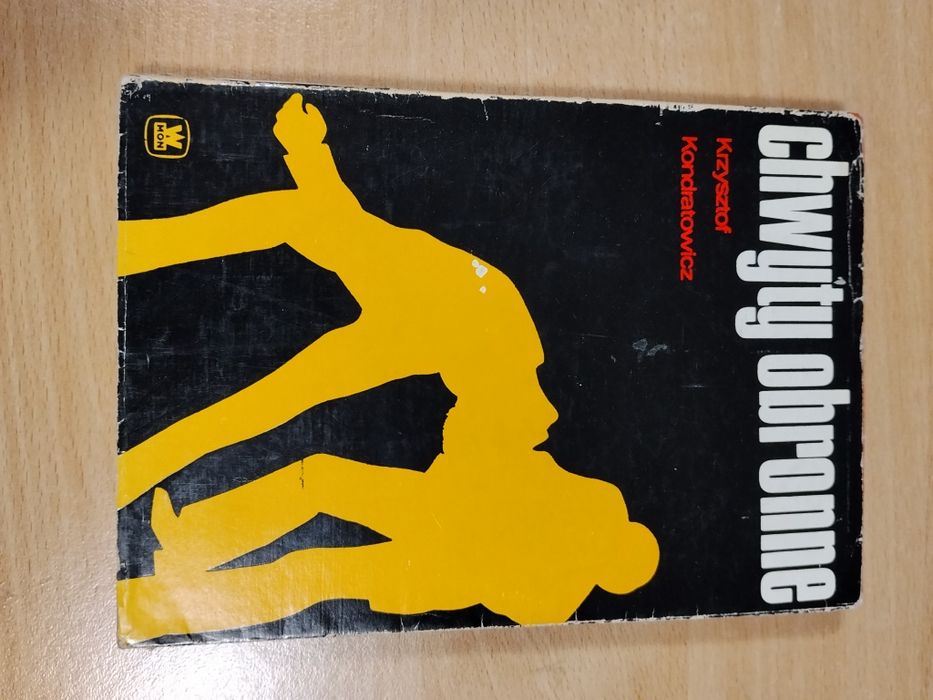 chwyty obronne
Krzysztof
Kondratowicz
W
MON